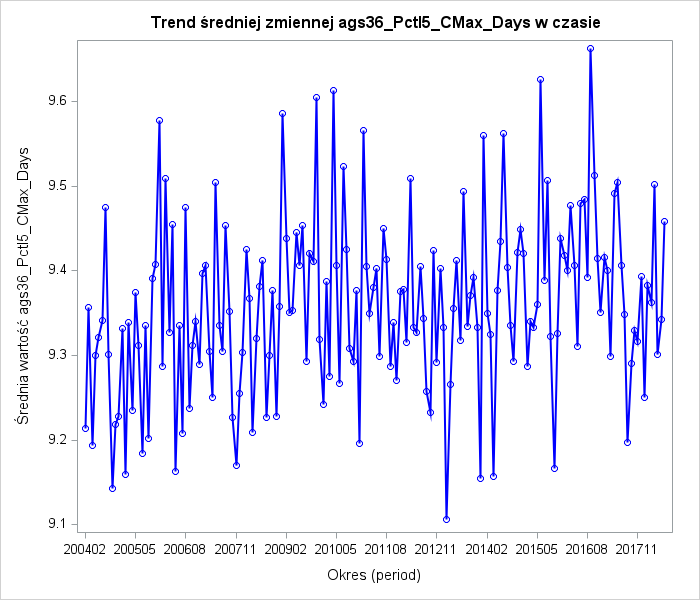 Trend średniej zmiennej ags36_Pctl5_CMax_Days w czasie
Średnia wartość ags36_Pctl5_CMax_Days
9.6
9.5
9.4
9.3
9.2
9.1
200402 200505 200608 200711 200902 201005 201108 201211 201402 201505 201608 201711
Okres (period)